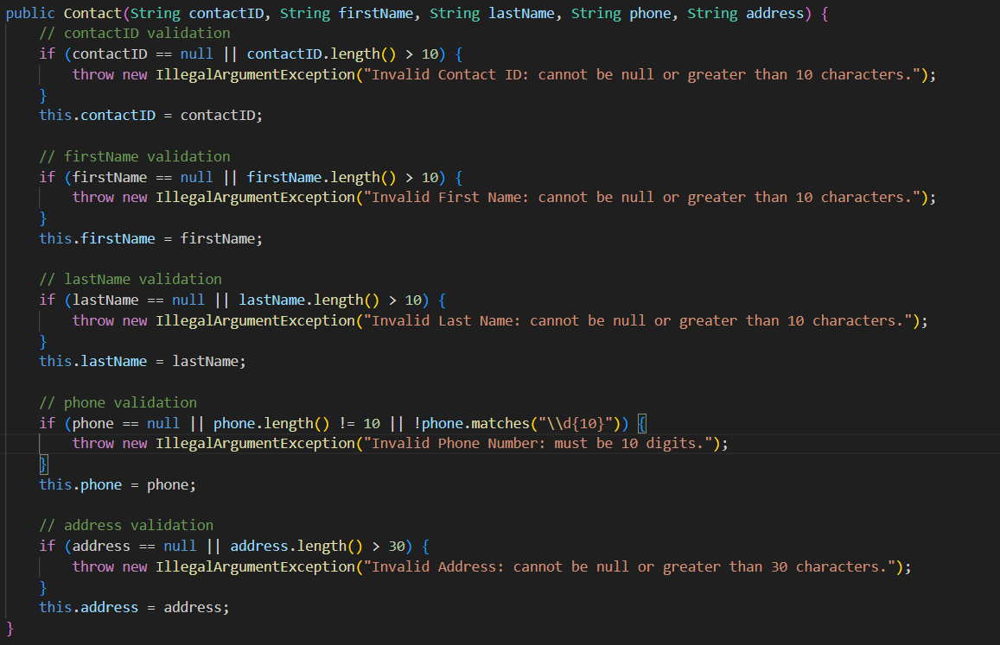 public Contact(String contactID, String firstName, String lastName, String phone, String address) {
    // contactID validation
    if (contactID == null || contactID.length() > 10) {
        throw new IllegalArgumentException("Invalid Contact ID: cannot be null or greater than 10 characters.");
    }
    this.contactID = contactID;

    // firstName validation
    if (firstName == null || firstName.length() > 10) {
        throw new IllegalArgumentException("Invalid First Name: cannot be null or greater than 10 characters.");
    }
    this.firstName = firstName;

    // lastName validation
    if (lastName == null || lastName.length() > 10) {
        throw new IllegalArgumentException("Invalid Last Name: cannot be null or greater than 10 characters.");
    }
    this.lastName = lastName;

    // phone validation
    if (phone == null || phone.length() != 10 || !phone.matches("\\d{10}")) {
        throw new IllegalArgumentException("Invalid Phone Number: must be 10 digits.");
    }
    this.phone = phone;

    // address validation
    if (address == null || address.length() > 30) {
        throw new IllegalArgumentException("Invalid Address: cannot be null or greater than 30 characters.");
    }
    this.address = address;
}